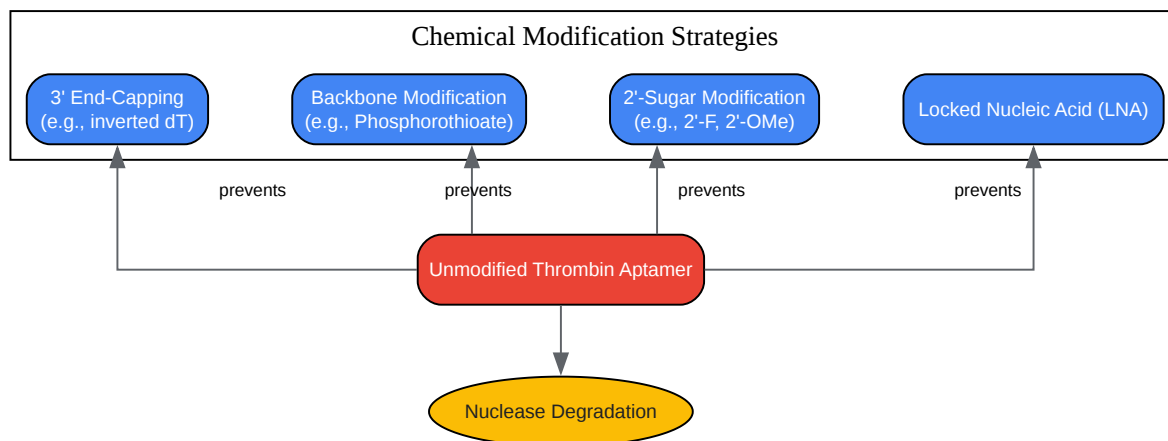 Chemical Modification Strategies
3' End-Capping
(e.g., inverted dT)
Backbone Modification
(e.g., Phosphorothioate)
2'-Sugar Modification
(e.g., 2'-F, 2'-OMe)
Locked Nucleic Acid (LNA)
prevents
prevents
prevents
prevents
Unmodified Thrombin Aptamer
Nuclease Degradation